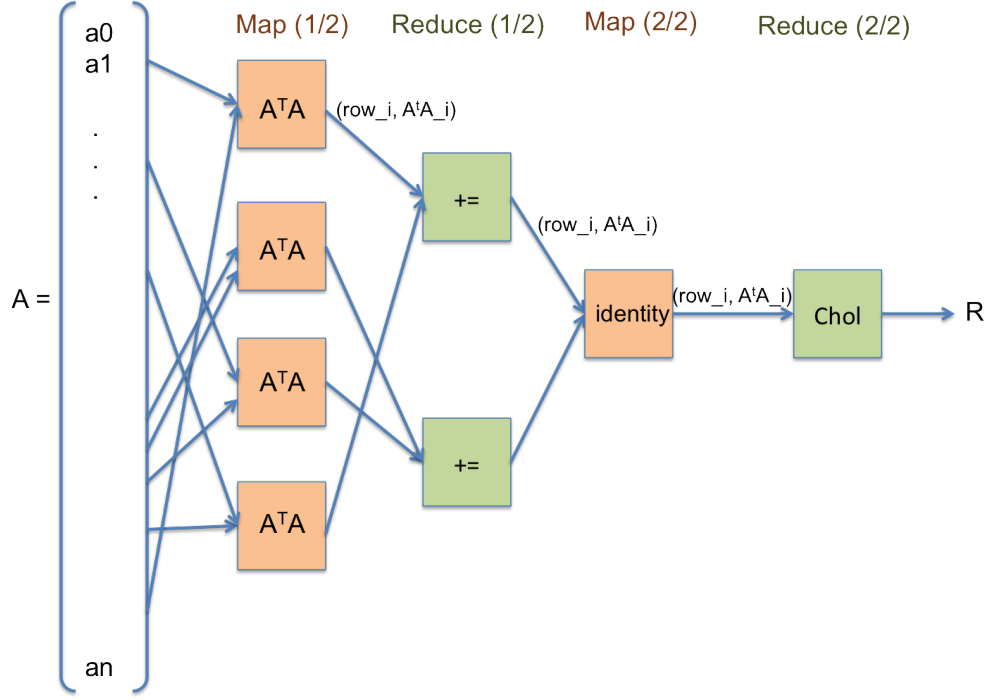 Map (1/2) Reduce (1/2) Map (2/2) Reduce (2/2)
a0
a1
.
.
.
an
A =
AᵀA
AᵀA
AᵀA
AᵀA
(row_i, AᵗA_i)
+=
+=
(row_i, AᵗA_i)
identity
(row_i, AᵗA_i)
Chol
R